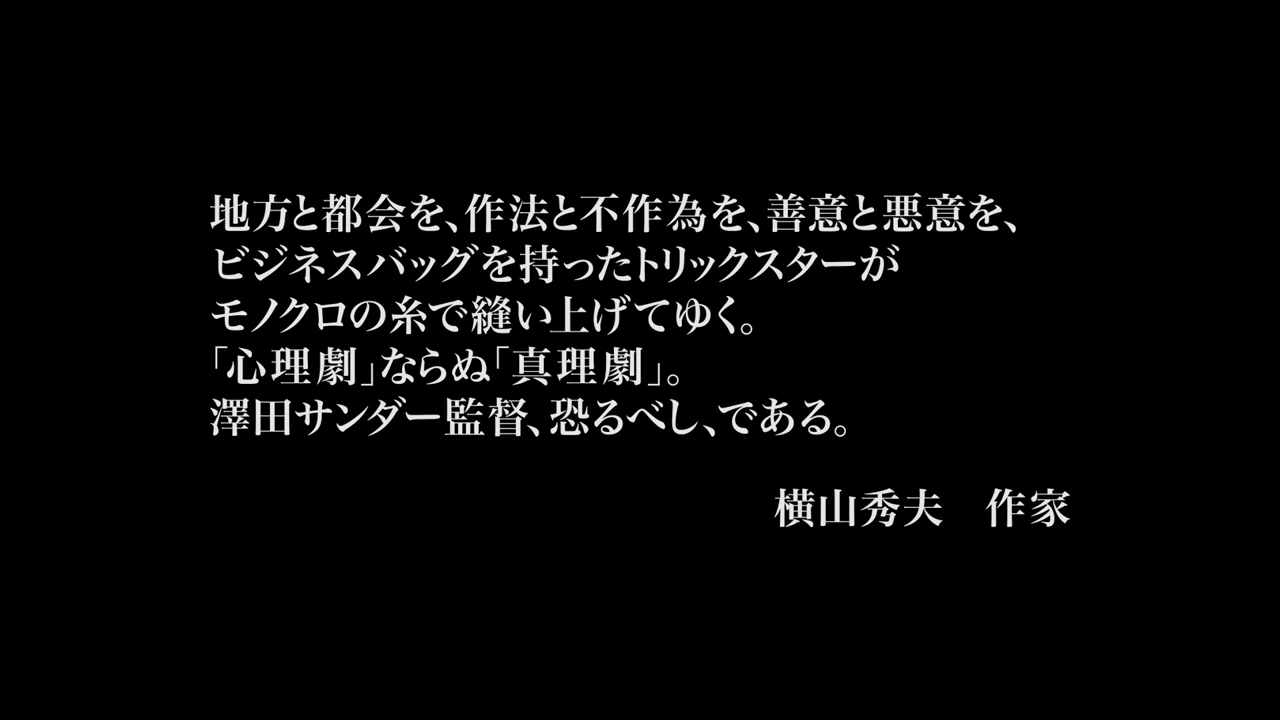 地方と都会を、作法と不作為を、善意と悪意を、
ビジネスバッグを持ったトリックスターが
モノクロの糸で縫い上げてゆく。
「心理劇」ならぬ「真理劇」。
澤田サンダー監督、恐るべし、である。
横山秀夫　作家